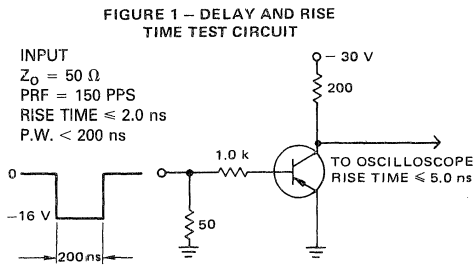 FIGURE 1 – DELAY AND RISE
TIME TEST CIRCUIT
INPUT
Zo = 50 Ω
PRF = 150 PPS
RISE TIME ≤ 2.0 ns
P.W. < 200 ns
– 30 V
200
1.0 k
TO OSCILLOSCOPE
RISE TIME ≤ 5.0 ns
0
–16 V
50
200 ns